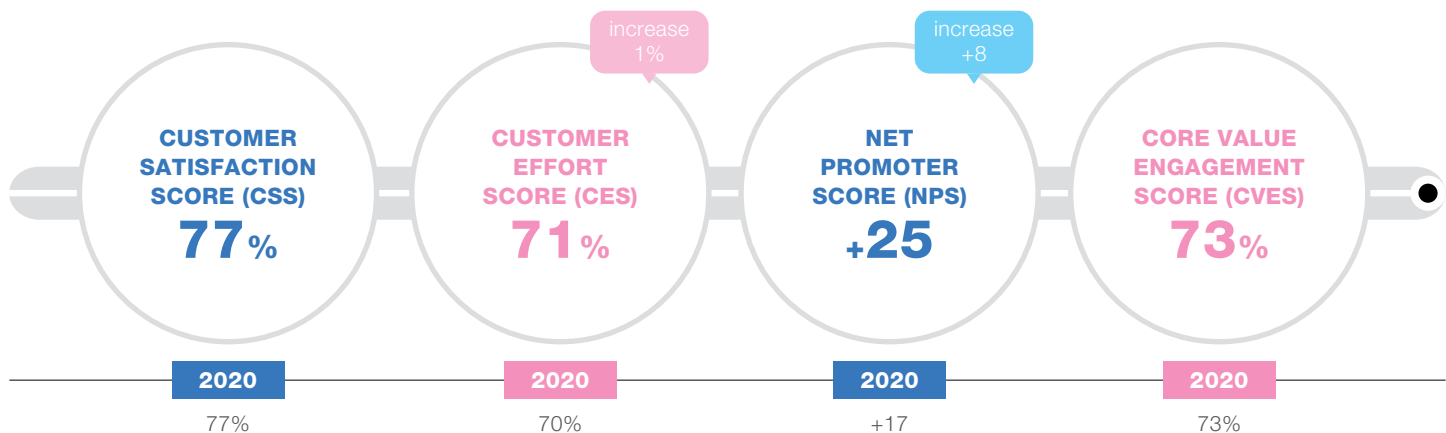 increase
1%
increase
+8
CUSTOMER
SATISFACTION
SCORE (CSS)
77%
CUSTOMER
EFFORT
SCORE (CES)
71%
NET
PROMOTER
SCORE (NPS)
+25
CORE VALUE
ENGAGEMENT
SCORE (CVES)
73%
2020
77%
2020
70%
2020
+17
2020
73%